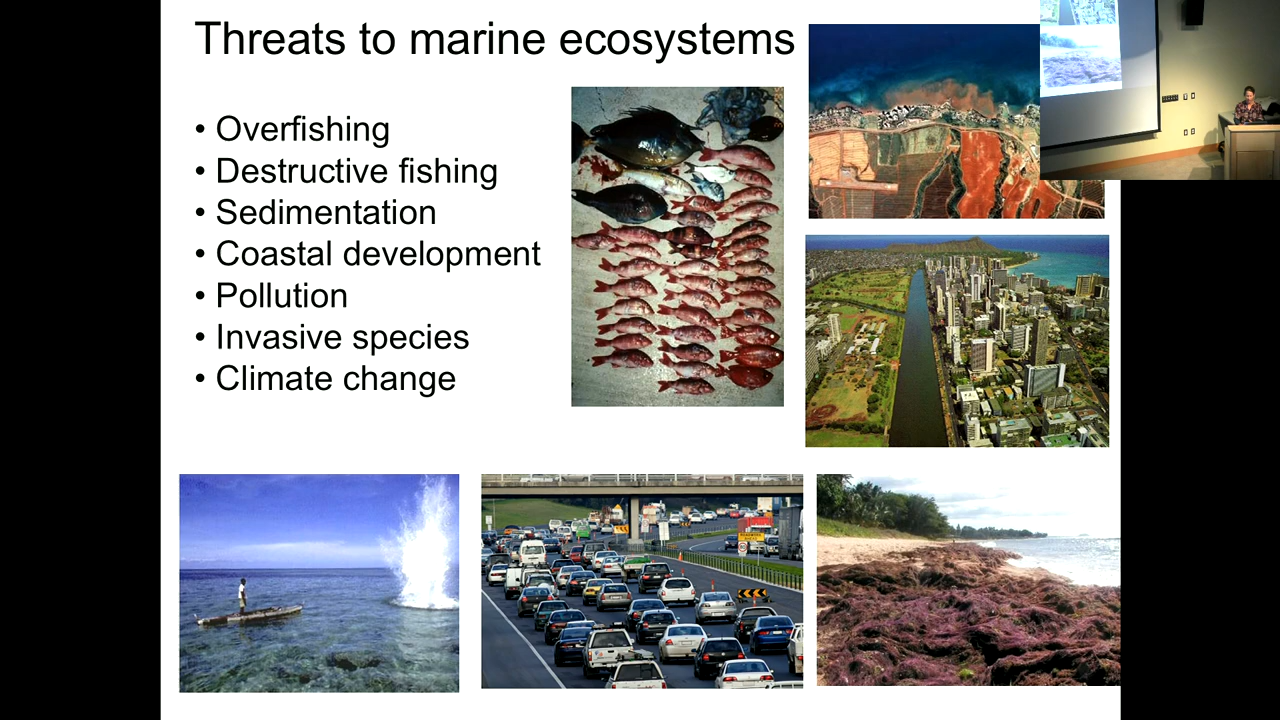 Threats to marine ecosystems
• Overfishing
• Destructive fishing
• Sedimentation
• Coastal development
• Pollution
• Invasive species
• Climate change